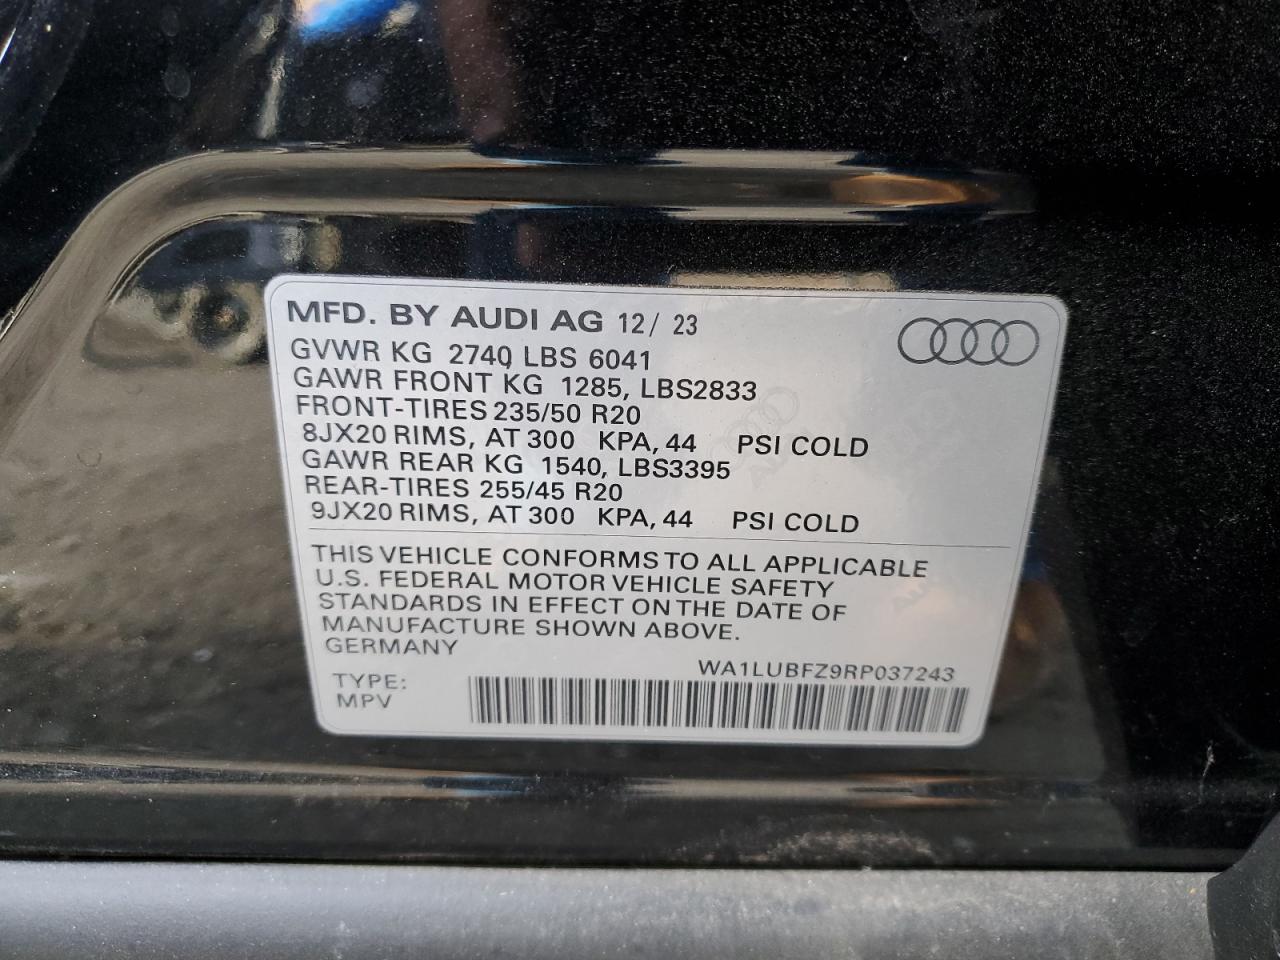 MFD. BY AUDI AG 12/ 23
GVWR KG 2740 LBS 6041
GAWR FRONT KG 1285, LBS2833
FRONT-TIRES 235/50 R20
8JX20 RIMS, AT 300 KPA, 44 PSI COLD
GAWR REAR KG 1540, LBS3395
REAR-TIRES 255/45 R20
9JX20 RIMS, AT 300 KPA, 44 PSI COLD
THIS VEHICLE CONFORMS TO ALL APPLICABLE
U.S. FEDERAL MOTOR VEHICLE SAFETY
STANDARDS IN EFFECT ON THE DATE OF
MANUFACTURE SHOWN ABOVE.
GERMANY
WA1LUBFZ9RP037243
TYPE:
MPV